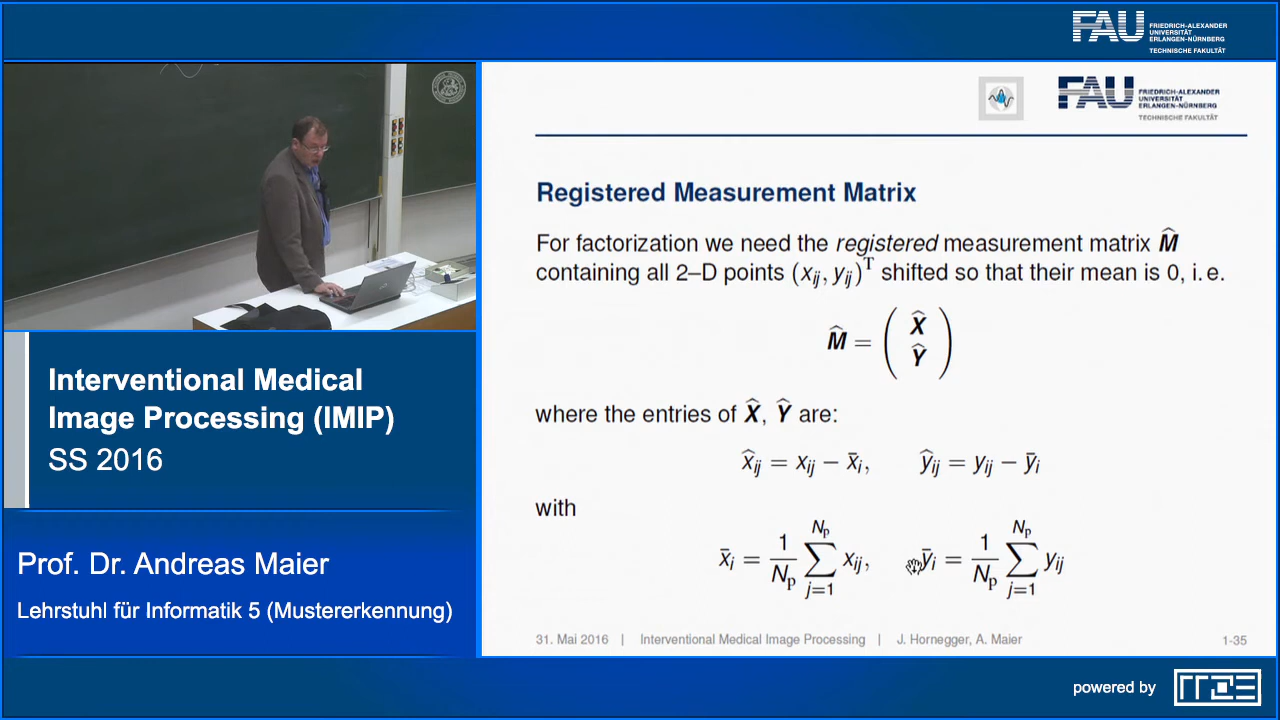 FAU FRIEDRICH-ALEXANDER
UNIVERSITÄT
ERLANGEN-NÜRNBERG
TECHNISCHE FAKULTÄT
FAU FRIEDRICH-ALEXANDER
UNIVERSITÄT
ERLANGEN-NÜRNBERG
TECHNISCHE FAKULTÄT
Registered Measurement Matrix
For factorization we need the registered measurement matrix M̂
containing all 2–D points (x_ij, y_ij)^T shifted so that their mean is 0, i. e.
M̂ = ( X̂ Ŷ )
where the entries of X̂, Ŷ are:
x̂_ij = x_ij − x̄_i, ŷ_ij = y_ij − ȳ_i
with
x̄_i = 1/N_p ∑_{j=1}^{N_p} x_ij, ȳ_i = 1/N_p ∑_{j=1}^{N_p} y_ij
31. Mai 2016 | Interventional Medical Image Processing | J. Hornegger, A. Maier 1-35
Interventional Medical
Image Processing (IMIP)
SS 2016
Prof. Dr. Andreas Maier
Lehrstuhl für Informatik 5 (Mustererkennung)
powered by